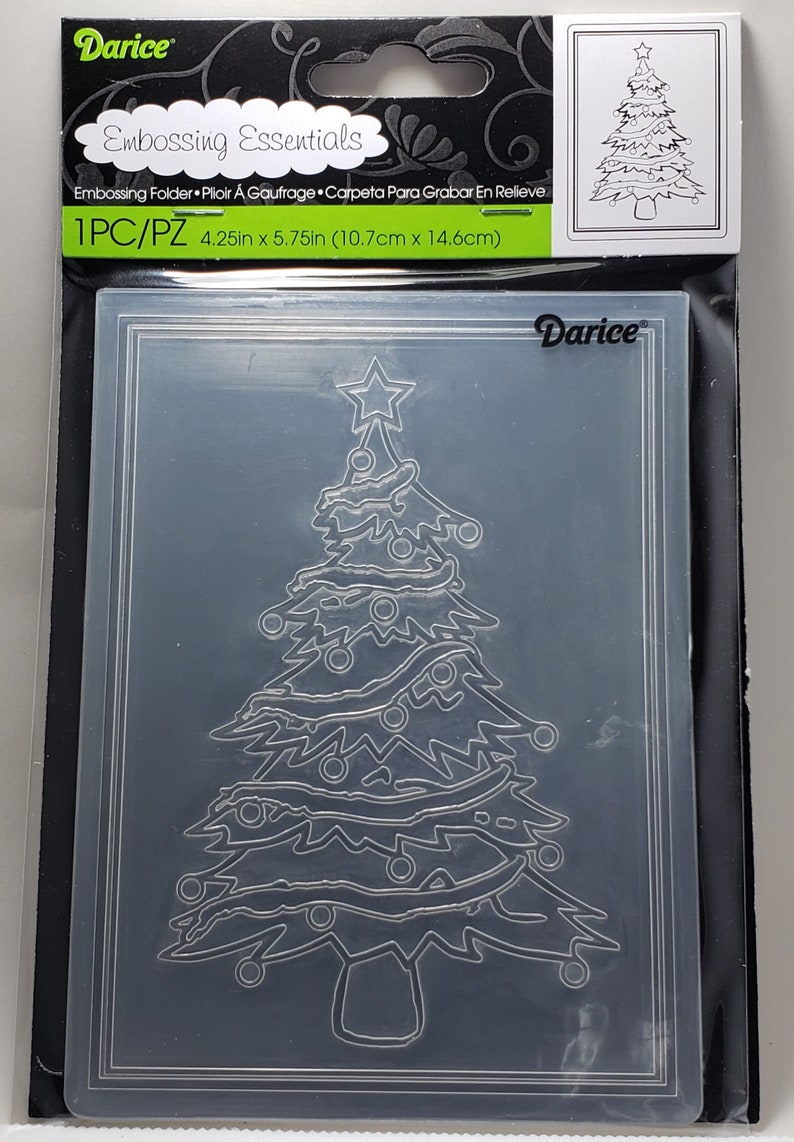 Darice®
Embossing Essentials
Embossing Folder • Plioir Á Gaufrage • Carpeta Para Grabar En Relieve
1PC/PZ 4.25in x 5.75in (10.7cm x 14.6cm)
Darice®